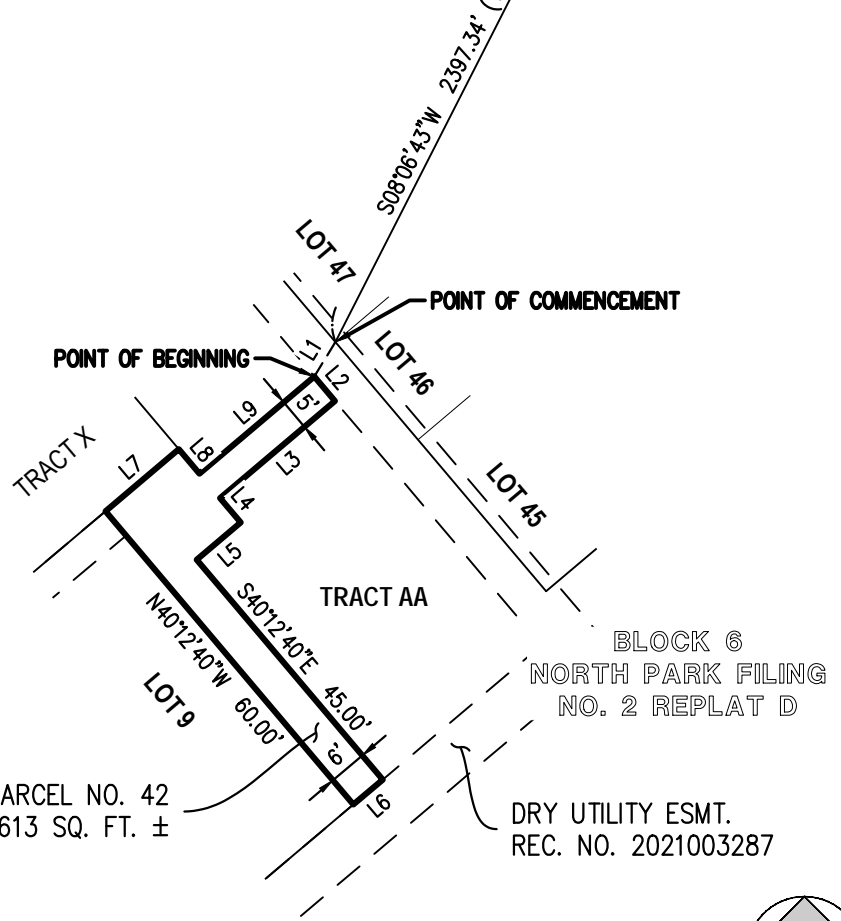 S08°06'43"W 2397.34' (
LOT 47
POINT OF COMMENCEMENT
L1
POINT OF BEGINNING
L2
LOT 46
5'
L9
L3
TRACT X
L7
L8
L4
LOT 45
L5
TRACT AA
S40°12'40"E 45.00'
N40°12'40"W 60.00'
LOT 9
BLOCK 6
NORTH PARK FILING
NO. 2 REPLAT D
6'
L6
ARCEL NO. 42
613 SQ. FT. ±
DRY UTILITY ESMT.
REC. NO. 2021003287